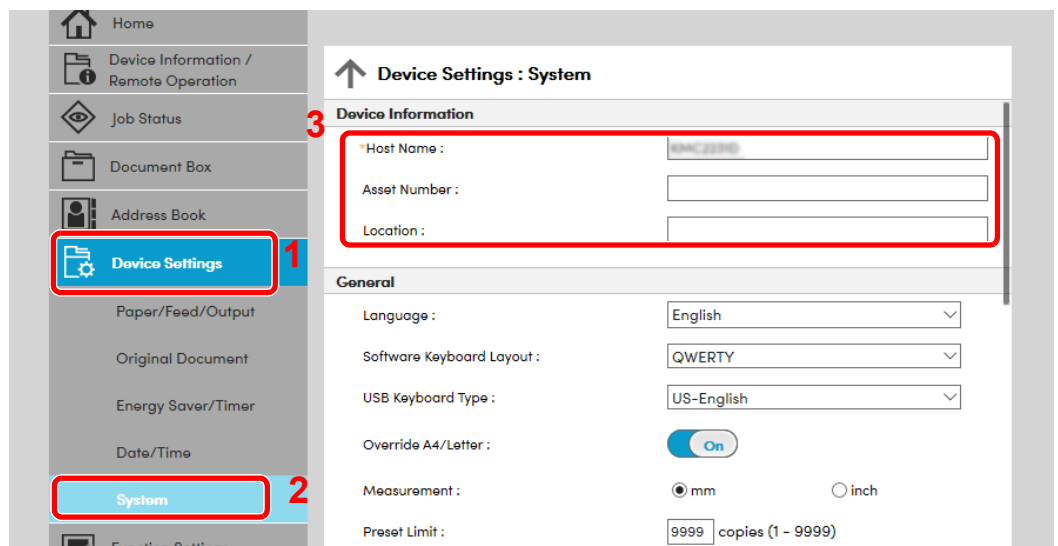 Home
Device Information /
Remote Operation
Job Status
Document Box
Address Book
Device Settings
1
Paper/Feed/Output
Original Document
Energy Saver/Timer
Date/Time
System
2
Device Settings : System
Device Information
3
*Host Name :
Asset Number :
Location :
General
Language : English
Software Keyboard Layout : QWERTY
USB Keyboard Type : US-English
Override A4/Letter : On
Measurement : mm inch
Preset Limit : 9999 copies (1 - 9999)